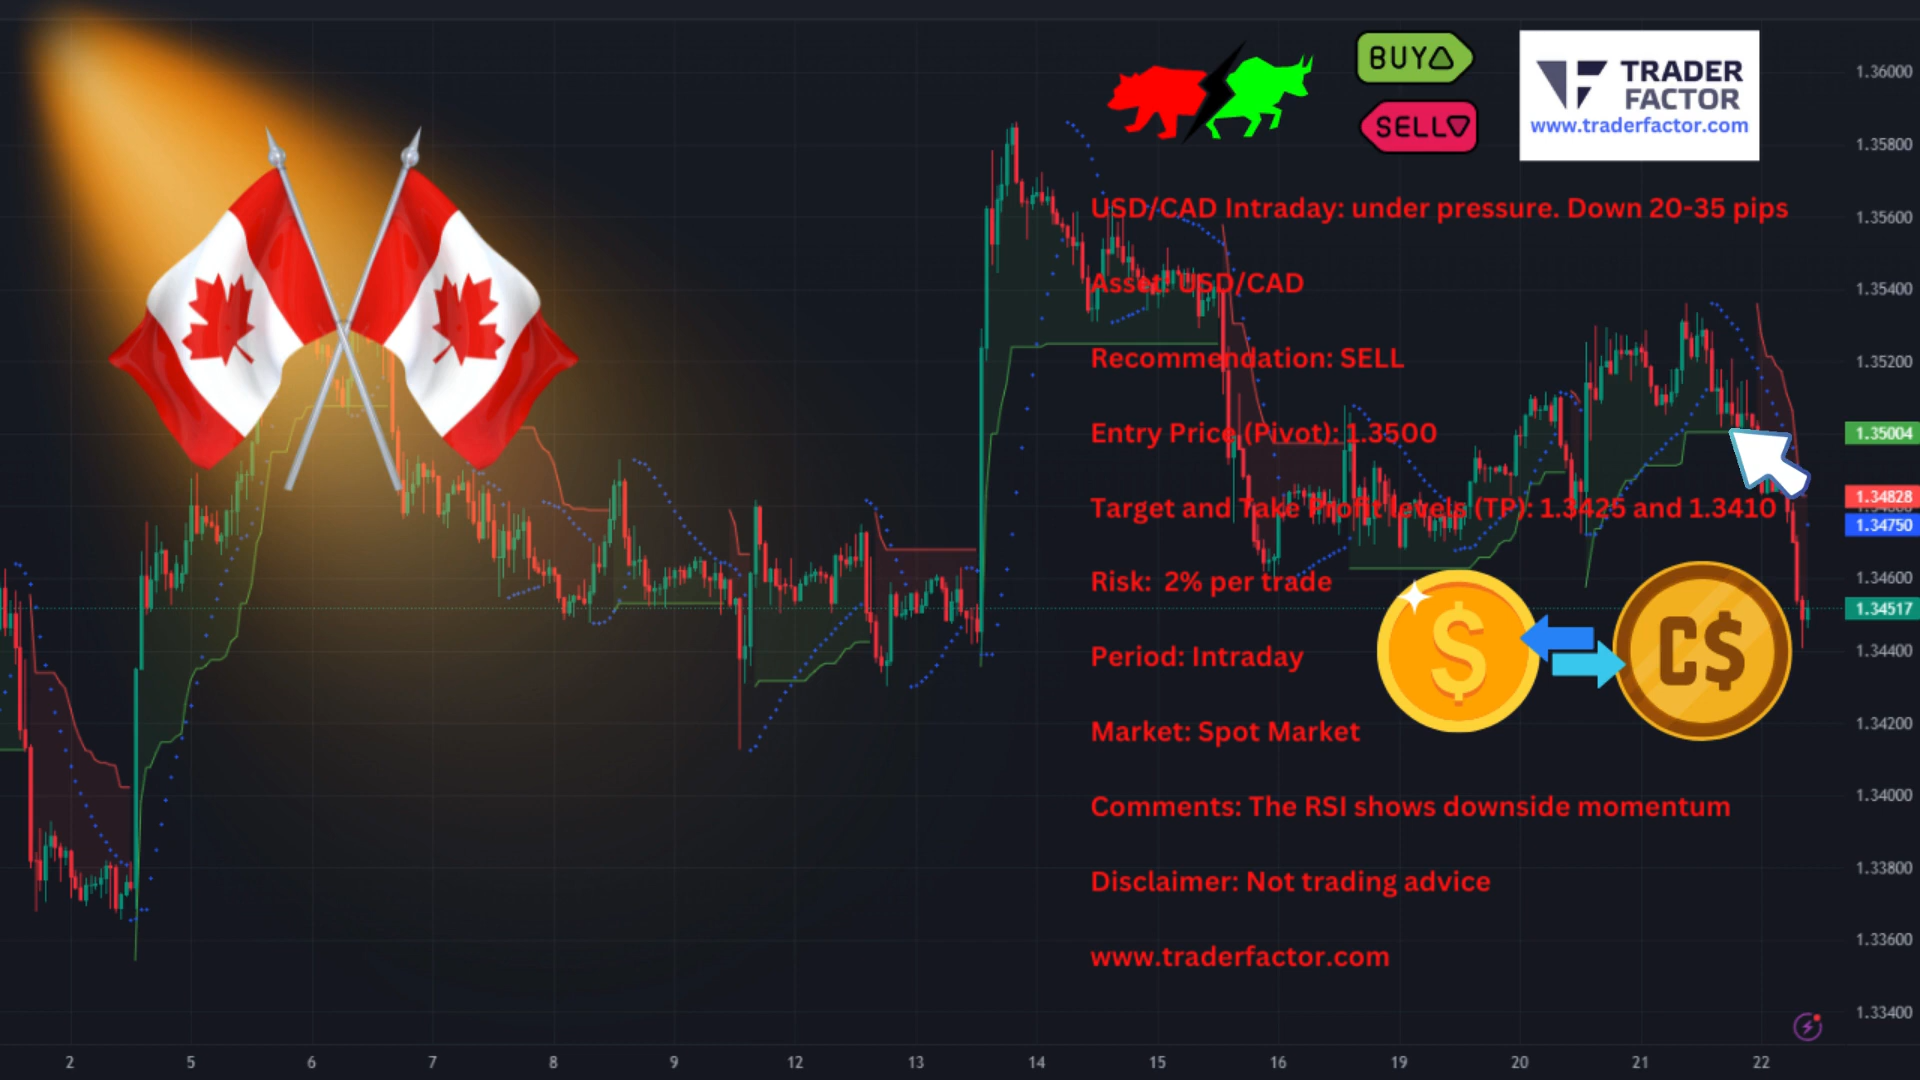 BUY
SELL
TRADER
FACTOR
www.traderfactor.com
USD/CAD Intraday: under pressure. Down 20-35 pips
Asset: USD/CAD
Recommendation: SELL
Entry Price (Pivot): 1.3500
Target and Take Profit levels (TP): 1.3425 and 1.3410
Risk: 2% per trade
Period: Intraday
Market: Spot Market
Comments: The RSI shows downside momentum
Disclaimer: Not trading advice
www.traderfactor.com
$
C$
1.36000
1.35800
1.35600
1.35400
1.35200
1.35004
1.34828
1.34750
1.34600
1.34517
1.34400
1.34200
1.34000
1.33800
1.33600
1.33400
2 5 6 7 8 9 12 13 14 15 16 19 20 21 22